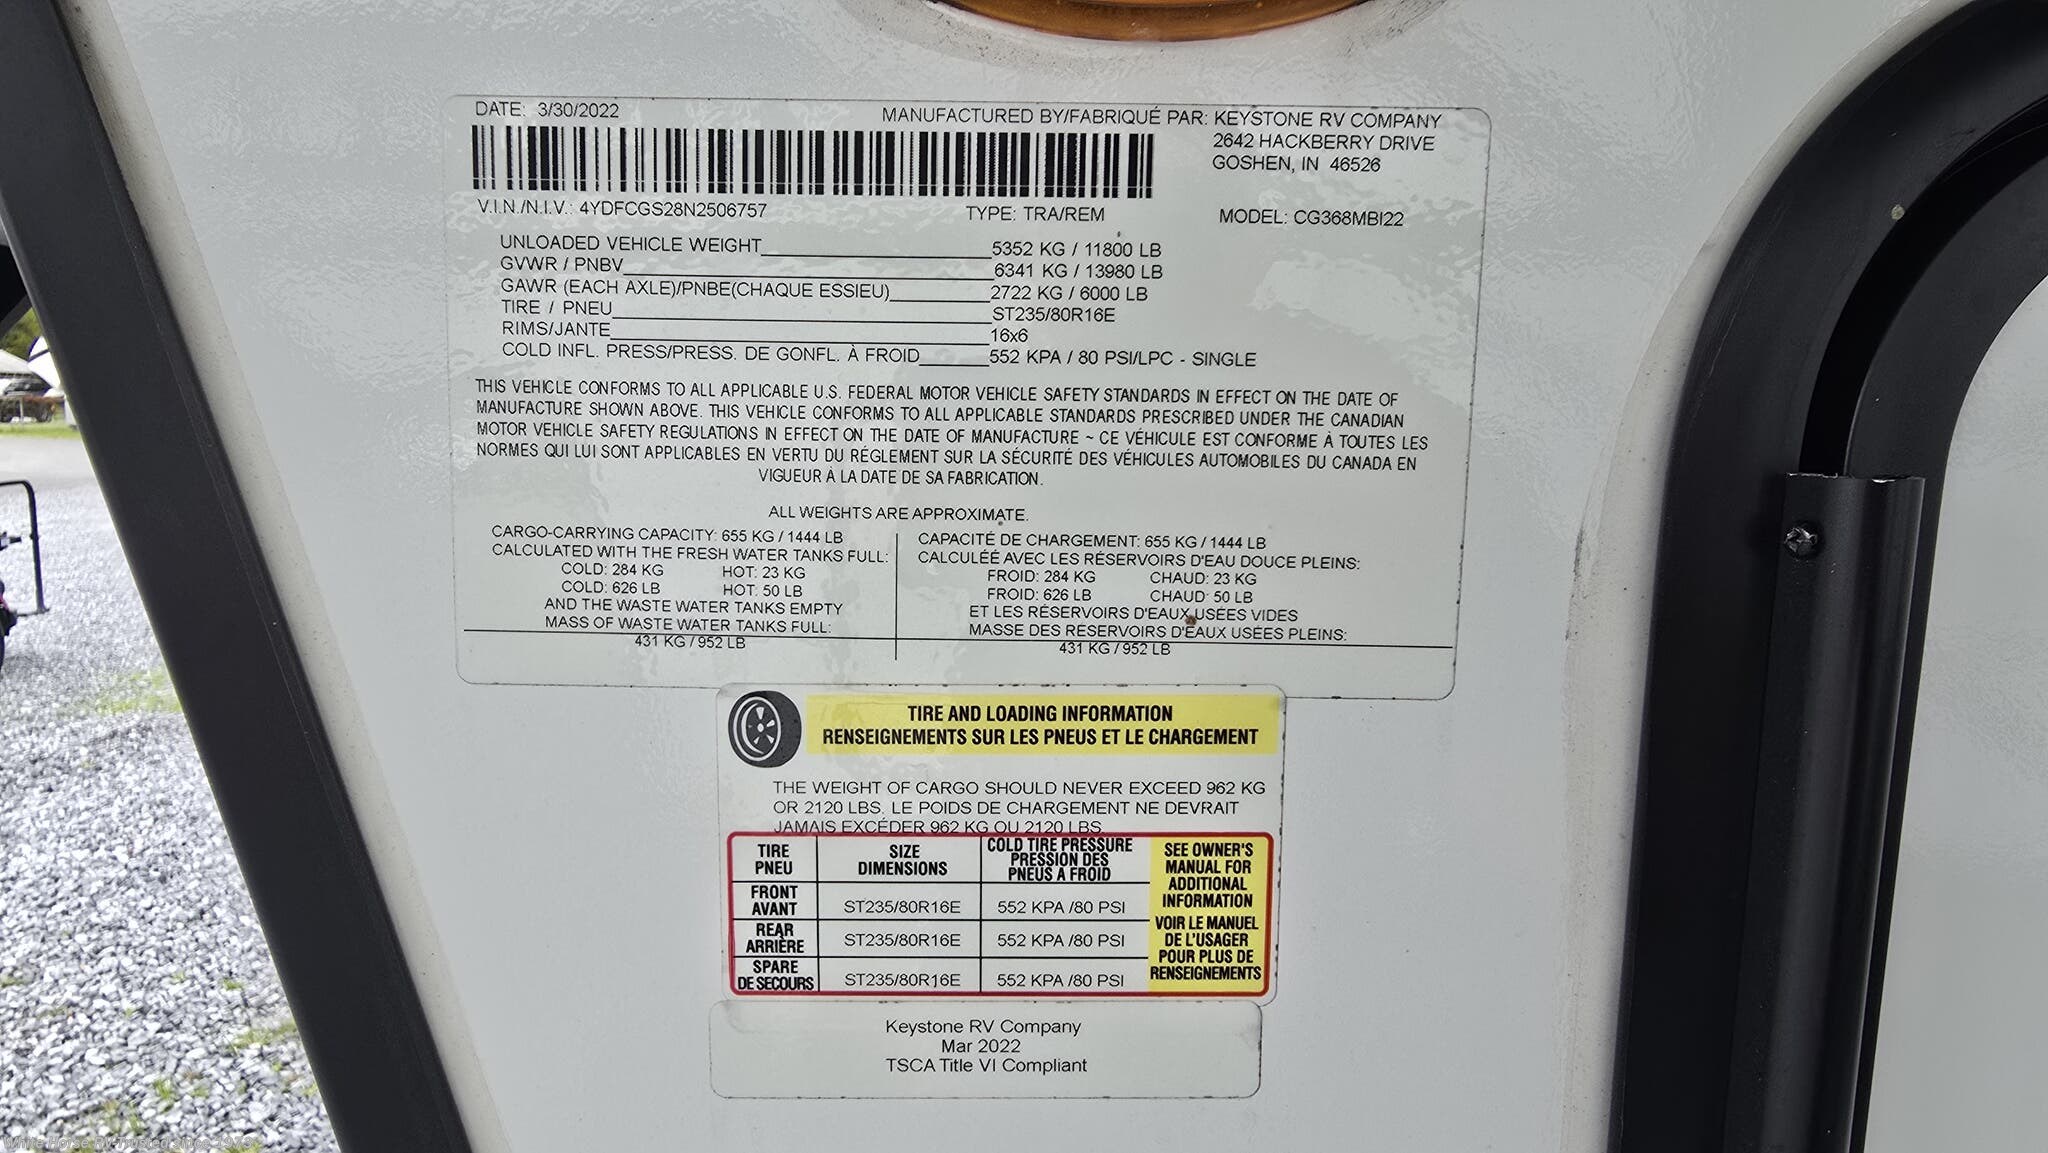 DATE: 3/30/2022
MANUFACTURED BY/FABRIQUÉ PAR: KEYSTONE RV COMPANY
2642 HACKBERRY DRIVE
GOSHEN, IN 46526
V.I.N./N.I.V.: 4YDFCGS28N2506757 TYPE: TRA/REM MODEL: CG368MBI22
UNLOADED VEHICLE WEIGHT 5352 KG / 11800 LB
GVWR / PNBV 6341 KG / 13980 LB
GAWR (EACH AXLE)/PNBE(CHAQUE ESSIEU) 2722 KG / 6000 LB
TIRE / PNEU ST235/80R16E
RIMS/JANTE 16x6
COLD INFL. PRESS/PRESS. DE GONFL. À FROID 552 KPA / 80 PSI/LPC - SINGLE
THIS VEHICLE CONFORMS TO ALL APPLICABLE U.S. FEDERAL MOTOR VEHICLE SAFETY STANDARDS IN EFFECT ON THE DATE OF
MANUFACTURE SHOWN ABOVE. THIS VEHICLE CONFORMS TO ALL APPLICABLE STANDARDS PRESCRIBED UNDER THE CANADIAN
MOTOR VEHICLE SAFETY REGULATIONS IN EFFECT ON THE DATE OF MANUFACTURE ~ CE VÉHICULE EST CONFORME À TOUTES LES
NORMES QUI LUI SONT APPLICABLES EN VERTU DU RÉGLEMENT SUR LA SÉCURITÉ DES VÉHICULES AUTOMOBILES DU CANADA EN
VIGUEUR À LA DATE DE SA FABRICATION.
ALL WEIGHTS ARE APPROXIMATE.
CARGO-CARRYING CAPACITY: 655 KG / 1444 LB
CALCULATED WITH THE FRESH WATER TANKS FULL:
COLD: 284 KG HOT: 23 KG
COLD: 626 LB HOT: 50 LB
AND THE WASTE WATER TANKS EMPTY
MASS OF WASTE WATER TANKS FULL:
431 KG / 952 LB
CAPACITÉ DE CHARGEMENT: 655 KG / 1444 LB
CALCULÉE AVEC LES RÉSERVOIRS D'EAU DOUCE PLEINS:
FROID: 284 KG CHAUD: 23 KG
FROID: 626 LB CHAUD: 50 LB
ET LES RÉSERVOIRS D'EAUX USÉES VIDES
MASSE DES RESERVOIRS D'EAUX USÉES PLEINS:
431 KG / 952 LB
TIRE AND LOADING INFORMATION
RENSEIGNEMENTS SUR LES PNEUS ET LE CHARGEMENT
THE WEIGHT OF CARGO SHOULD NEVER EXCEED 962 KG
OR 2120 LBS. LE POIDS DE CHARGEMENT NE DEVRAIT
JAMAIS EXCÉDER 962 KG OU 2120 LBS
TIRE
PNEU
SIZE
DIMENSIONS
COLD TIRE PRESSURE
PRESSION DES
PNEUS A FROID
FRONT
AVANT
ST235/80R16E 552 KPA /80 PSI
REAR
ARRIÈRE
ST235/80R16E 552 KPA /80 PSI
SPARE
DE SECOURS
ST235/80R16E 552 KPA /80 PSI
SEE OWNER'S
MANUAL FOR
ADDITIONAL
INFORMATION
VOIR LE MANUEL
DE L'USAGER
POUR PLUS DE
RENSEIGNEMENTS
Keystone RV Company
Mar 2022
TSCA Title VI Compliant
White Horse RV Trusted Since 1973